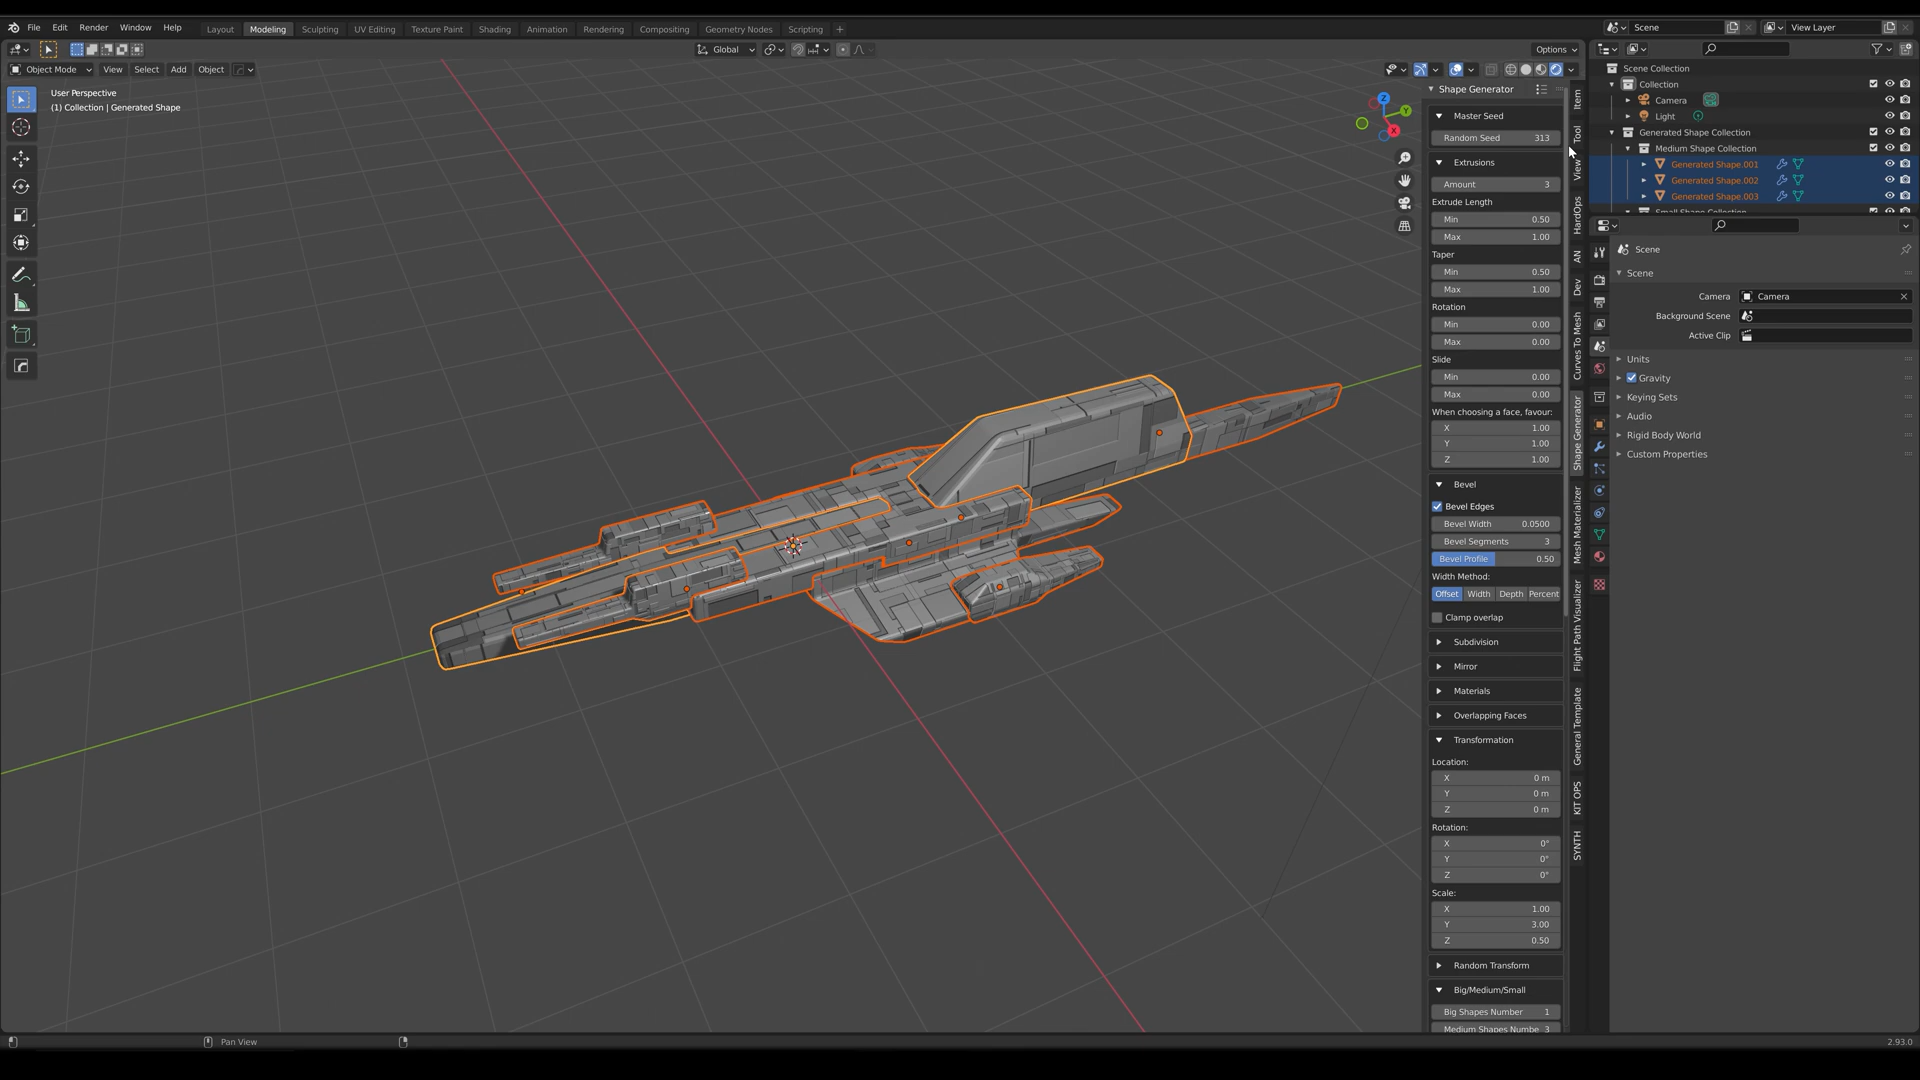 File Edit Render Window Help Layout Modeling Sculpting UV Editing Texture Paint Shading Animation Rendering Compositing Geometry Nodes Scripting + Scene View Layer
Global Options
Object Mode View Select Add Object
User Perspective
(1) Collection | Generated Shape
Z
Y
X
Shape Generator
Master Seed
Random Seed 313
Extrusions
Amount 3
Extrude Length
Min 0.50
Max 1.00
Taper
Min 0.50
Max 1.00
Rotation
Min 0.00
Max 0.00
Slide
Min 0.00
Max 0.00
When choosing a face, favour:
X 1.00
Y 1.00
Z 1.00
Bevel
Bevel Edges
Bevel Width 0.0500
Bevel Segments 3
Bevel Profile 0.50
Width Method:
Offset Width Depth Percent
Clamp overlap
Subdivision
Mirror
Materials
Overlapping Faces
Transformation
Location:
X 0 m
Y 0 m
Z 0 m
Rotation:
X 0°
Y 0°
Z 0°
Scale:
X 1.00
Y 3.00
Z 0.50
Random Transform
Big/Medium/Small
Big Shapes Number 1
Medium Shapes Numbe 3
Item
Tool
View
HardOps
AN
Dev
Curves To Mesh
Shape Generator
Mesh Materializer
Flight Path Visualizer
General Template
KIT OPS
SYNTH
Scene Collection
Collection
Camera
Light
Generated Shape Collection
Medium Shape Collection
Generated Shape.001
Generated Shape.002
Generated Shape.003
Small Shape Collection
Scene
Scene
Camera Camera
Background Scene
Active Clip
Units
Gravity
Keying Sets
Audio
Rigid Body World
Custom Properties
Pan View
2.93.0